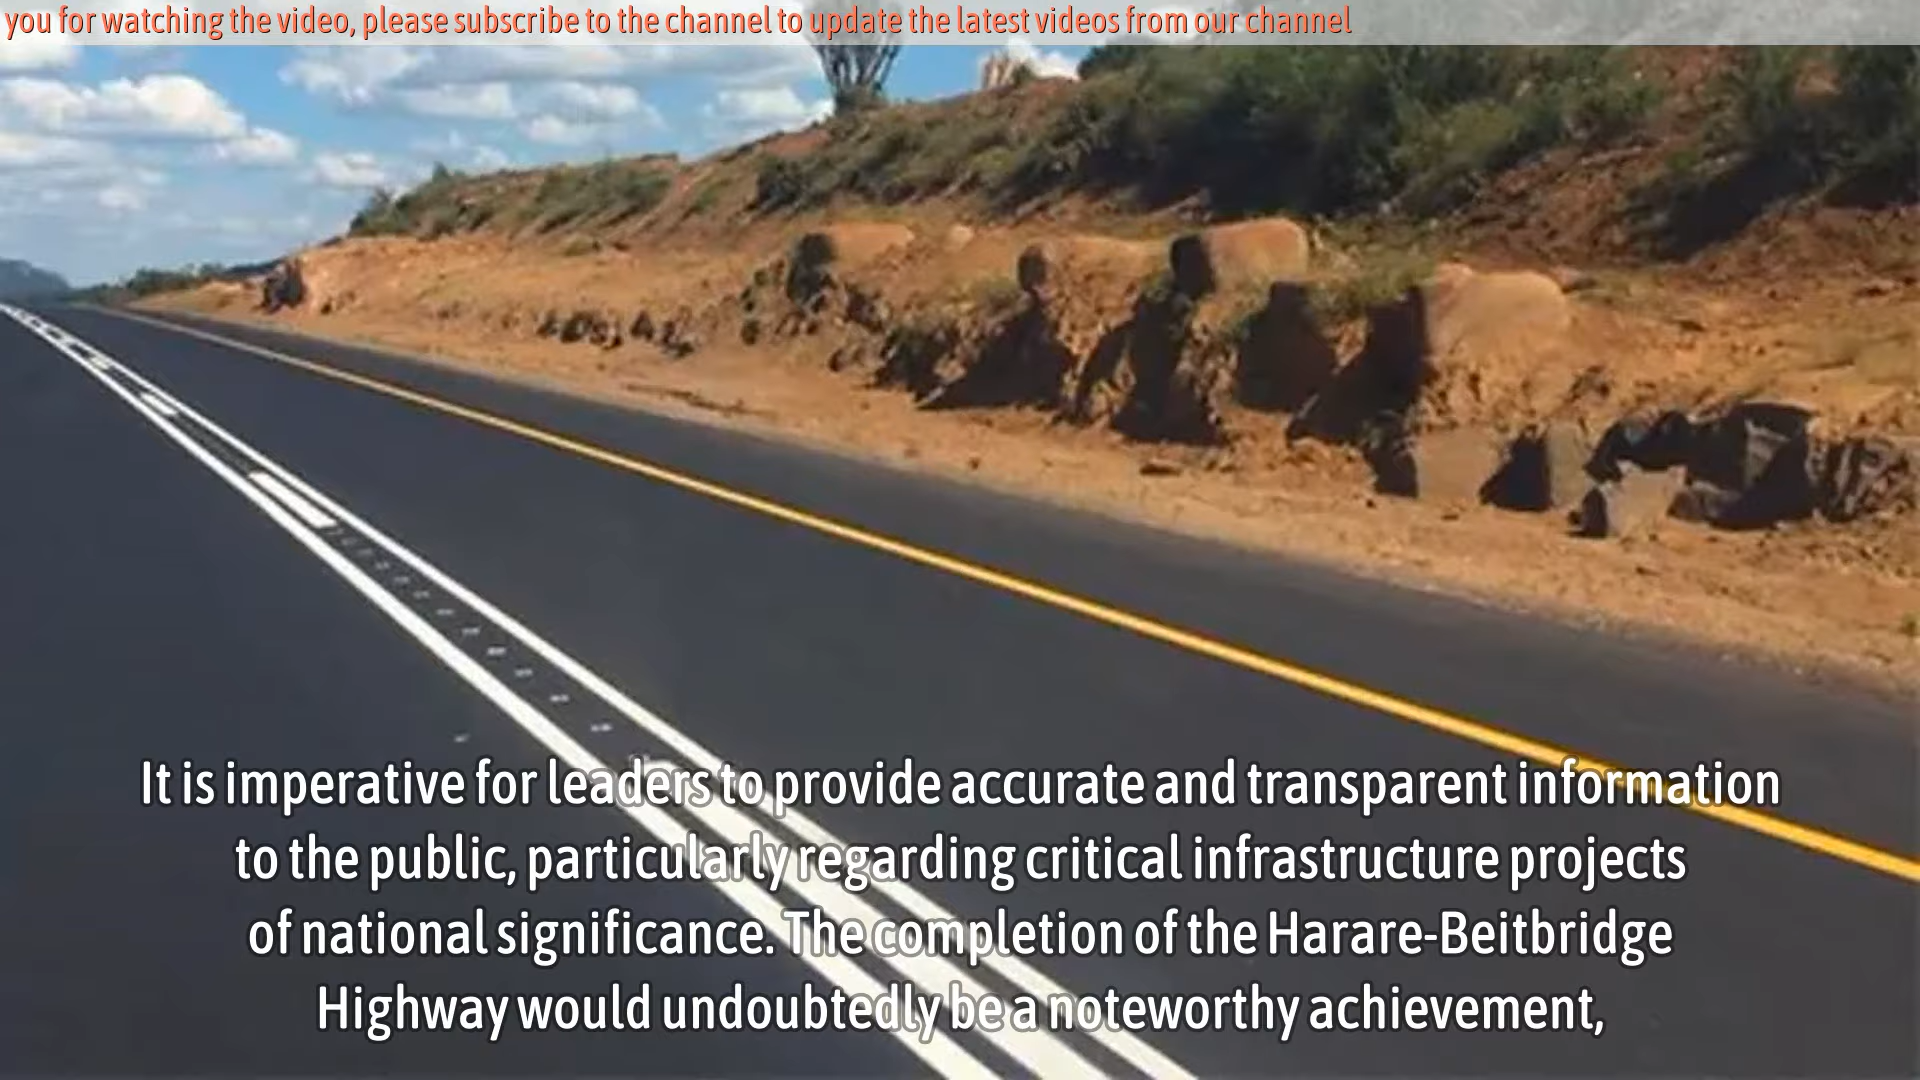 you for watching the video, please subscribe to the channel to update the latest videos from our channel
It is imperative for leaders to provide accurate and transparent information
to the public, particularly regarding critical infrastructure projects
of national significance. The completion of the Harare-Beitbridge
Highway would undoubtedly be a noteworthy achievement,